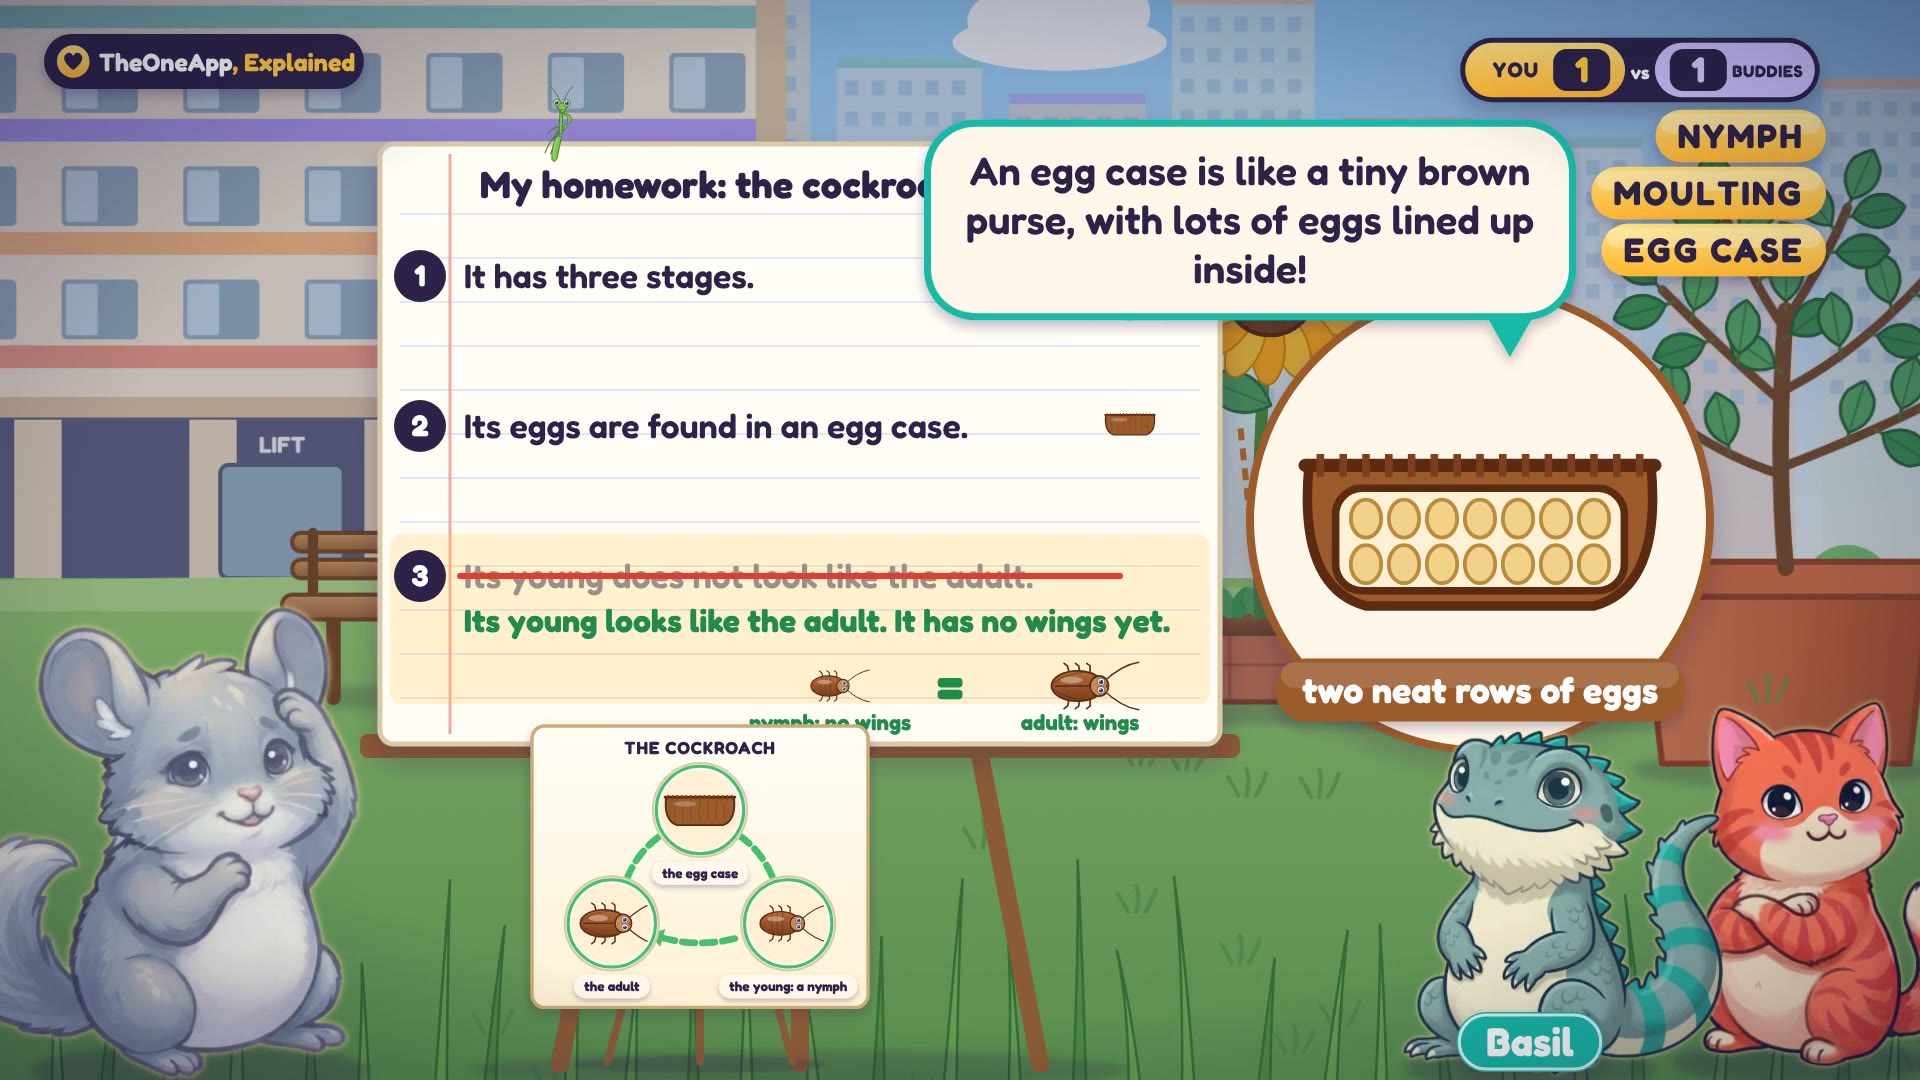 TheOneApp, Explained
YOU 1 vs 1 BUDDIES
NYMPH
MOULTING
EGG CASE
An egg case is like a tiny brown
purse, with lots of eggs lined up
inside!
My homework: the
1 It has three stages.
2 Its eggs are found in an egg case.
3 Its young does not look like the adult.
Its young looks like the adult. It has no wings yet.
nymph: no wings
=
adult: wings
LIFT
two neat rows of eggs
THE COCKROACH
the egg case
the adult
the young: a nymph
Basil